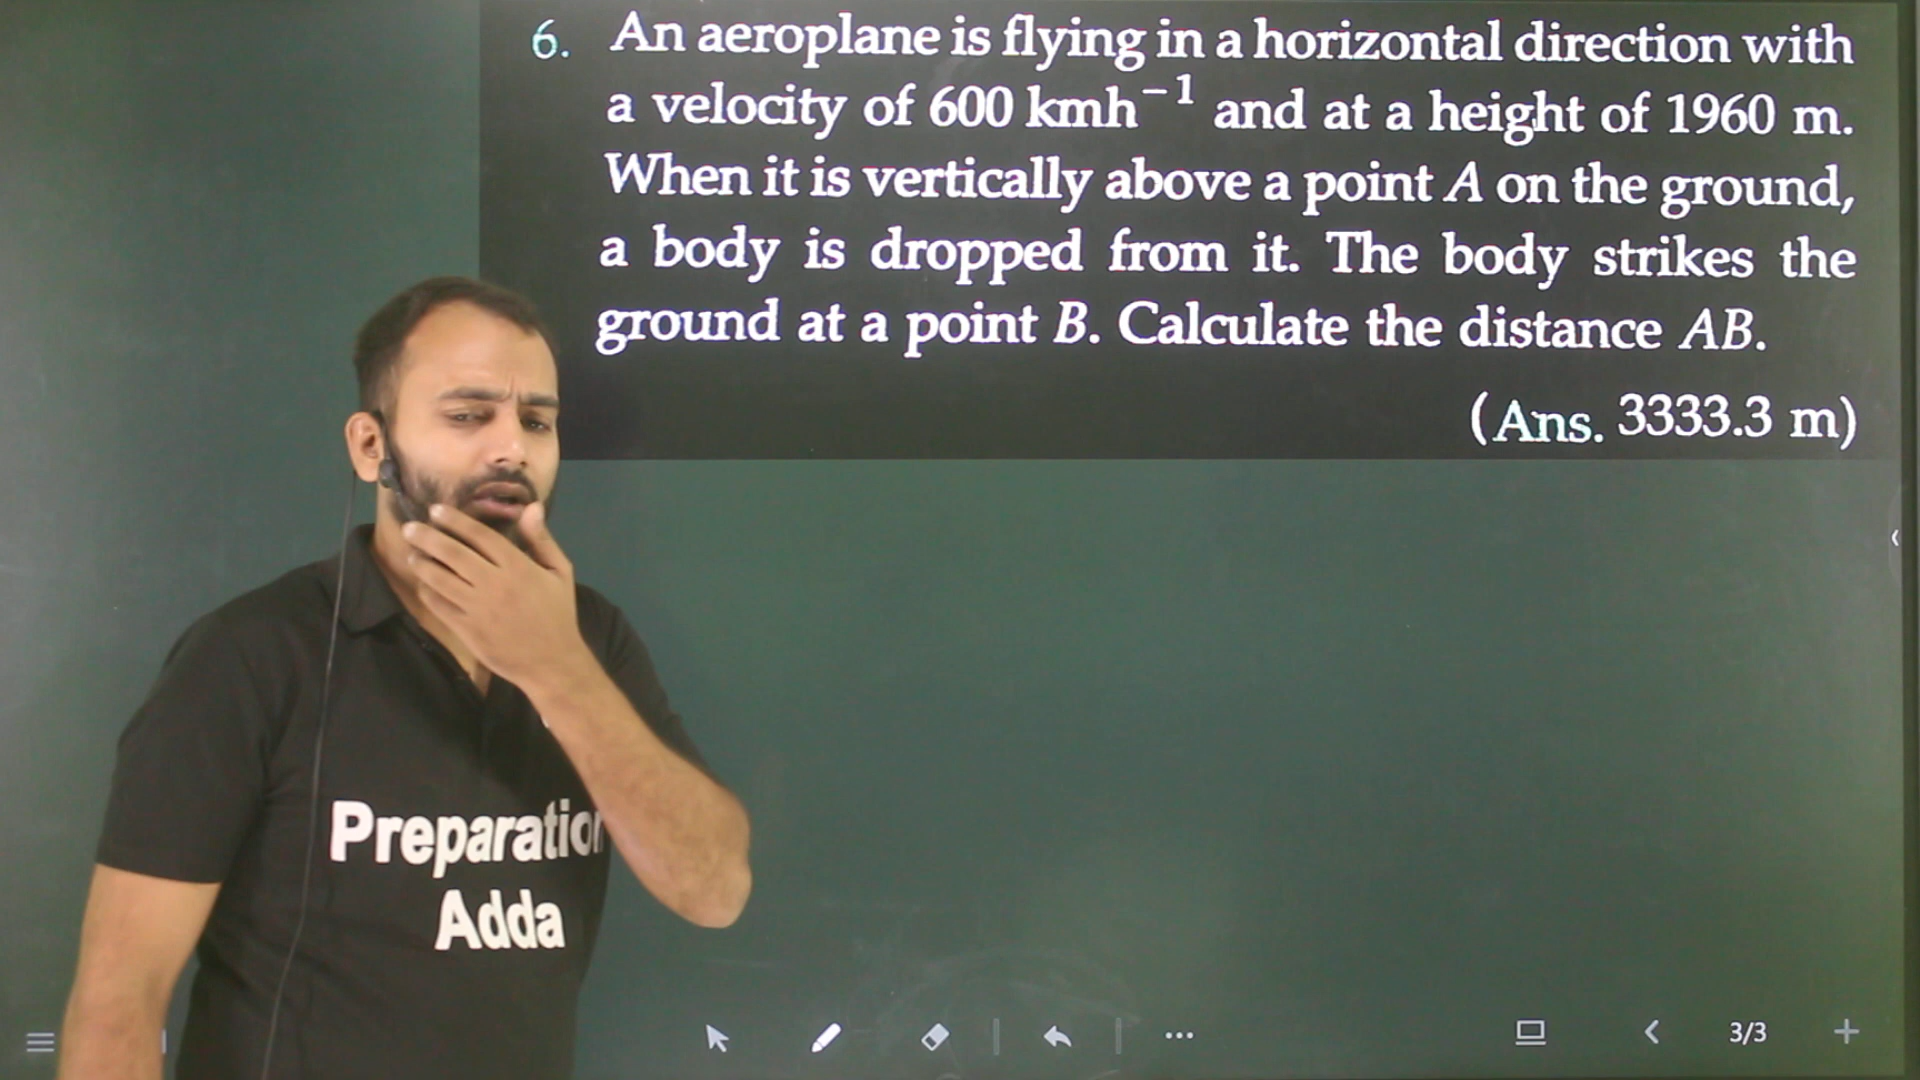 6. An aeroplane is flying in a horizontal direction with
a velocity of 600 kmh⁻¹ and at a height of 1960 m.
When it is vertically above a point A on the ground,
a body is dropped from it. The body strikes the
ground at a point B. Calculate the distance AB.
(Ans. 3333.3 m)
Preparation
Adda
3/3